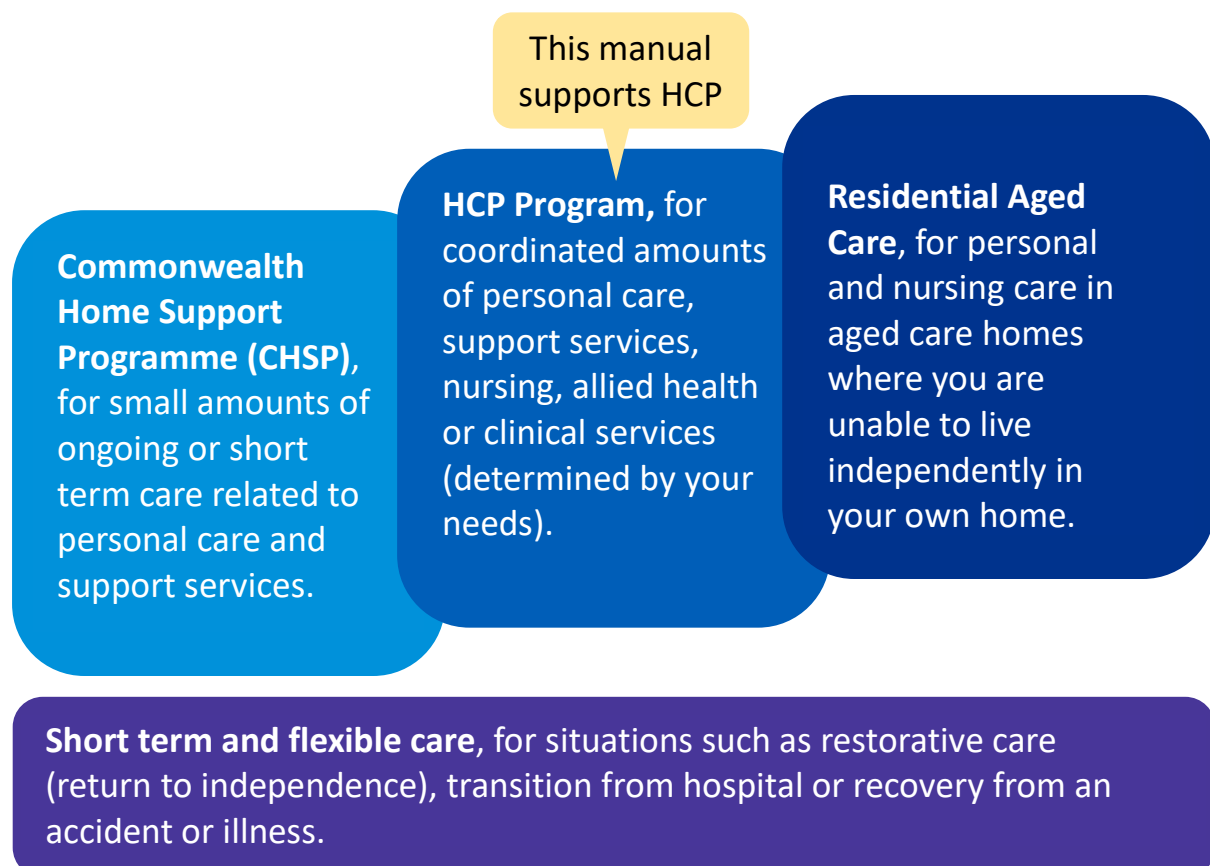 This manual
supports HCP
Commonwealth
Home Support
Programme (CHSP),
for small amounts of
ongoing or short
term care related to
personal care and
support services.
HCP Program, for
coordinated amounts
of personal care,
support services,
nursing, allied health
or clinical services
(determined by your
needs).
Residential Aged
Care, for personal
and nursing care in
aged care homes
where you are
unable to live
independently in
your own home.
Short term and flexible care, for situations such as restorative care
(return to independence), transition from hospital or recovery from an
accident or illness.